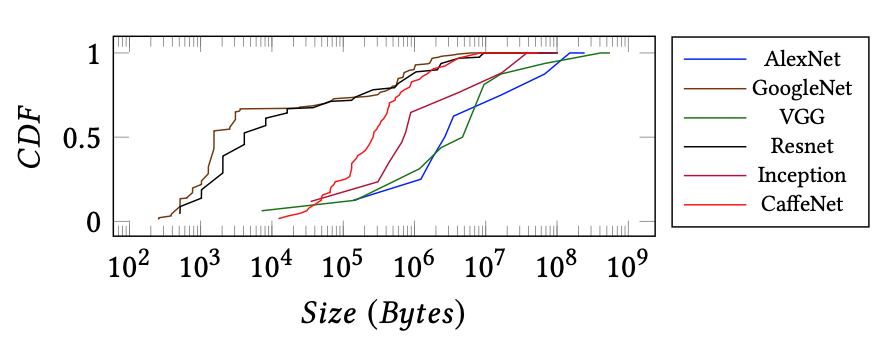 1
0.5
0
CDF
10^2 10^3 10^4 10^5 10^6 10^7 10^8 10^9
Size (Bytes)
AlexNet
GoogleNet
VGG
Resnet
Inception
CaffeNet